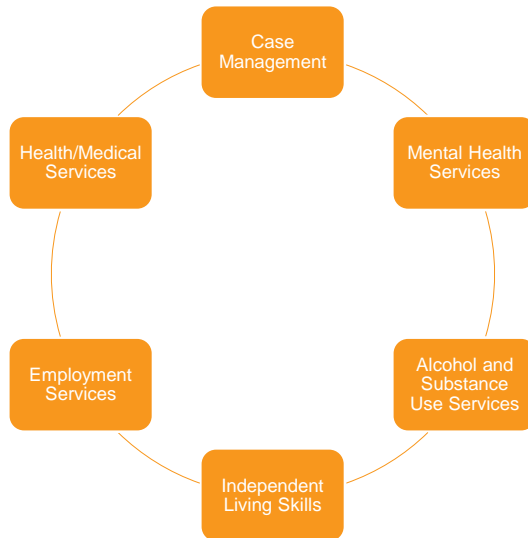 Case
Management
Mental Health
Services
Alcohol and
Substance
Use Services
Independent
Living Skills
Employment
Services
Health/Medical
Services